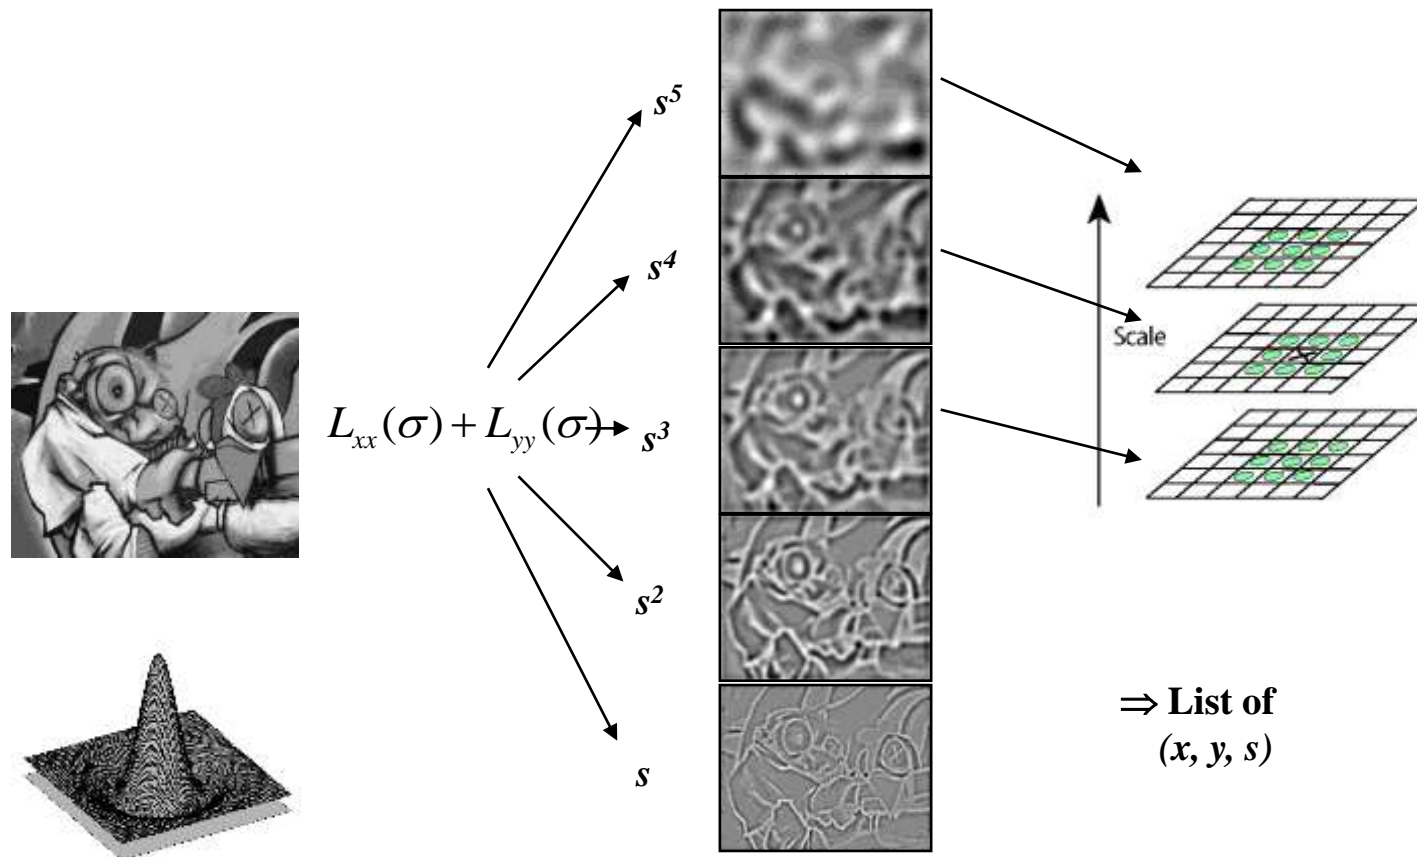 s⁵
s⁴
Scale
L_xx(σ) + L_yy(σ)
s³
s²
s
⇒ List of
(x, y, s)